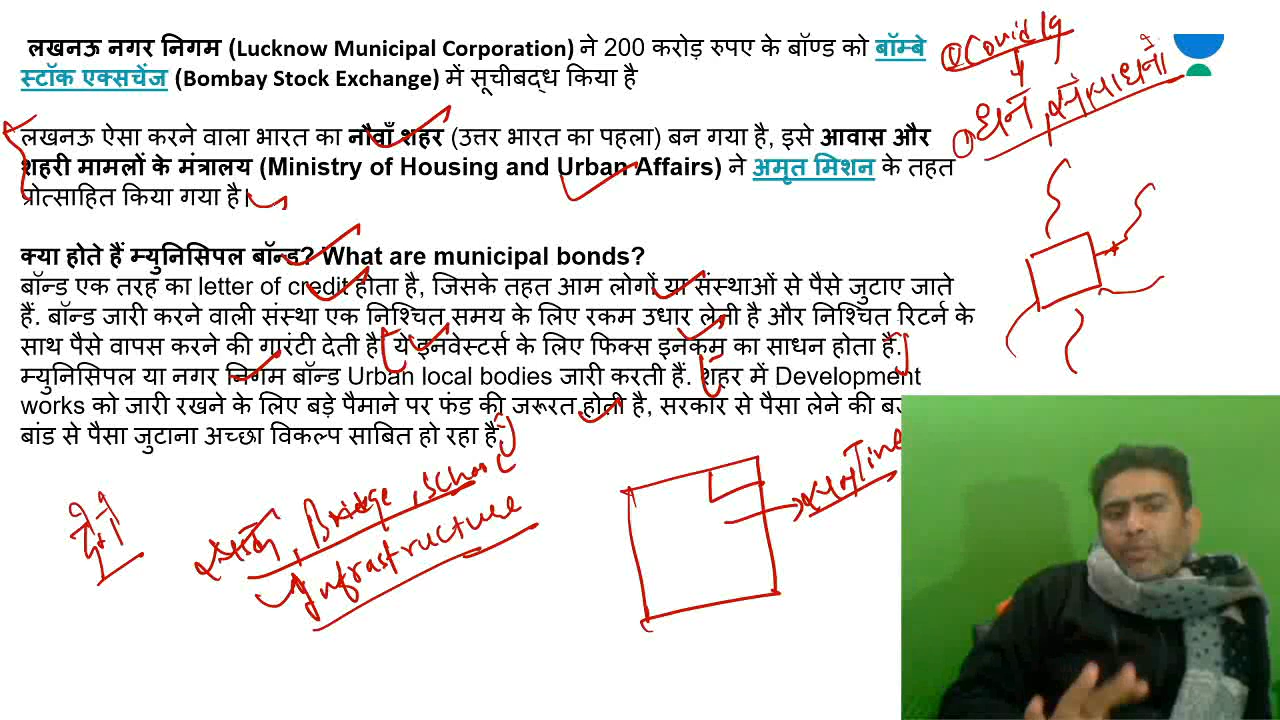 लखनऊ नगर निगम (Lucknow Municipal Corporation) ने 200 करोड़ रुपए के बॉण्ड को बॉम्बे
स्टॉक एक्सचेंज (Bombay Stock Exchange) में सूचीबद्ध किया है
①Covid 19
धन, संसाधनों
लखनऊ ऐसा करने वाला भारत का नौवाँ शहर (उत्तर भारत का पहला) बन गया है, इसे आवास और
शहरी मामलों के मंत्रालय (Ministry of Housing and Urban Affairs) ने अमृत मिशन के तहत
प्रोत्साहित किया गया है।
क्या होते हैं म्युनिसिपल बॉन्ड? What are municipal bonds?
बॉन्ड एक तरह का letter of credit होता है, जिसके तहत आम लोगों या संस्थाओं से पैसे जुटाए जाते
हैं. बॉन्ड जारी करने वाली संस्था एक निश्चित समय के लिए रकम उधार लेती है और निश्चित रिटर्न के
साथ पैसे वापस करने की गारंटी देती है. ये इनवेस्टर्स के लिए फिक्स इनकम का साधन होता है.
म्युनिसिपल या नगर निगम बॉन्ड Urban local bodies जारी करती हैं. शहर में Development
works को जारी रखने के लिए बड़े पैमाने पर फंड की जरूरत होती है, सरकार से पैसा लेने की
बांड से पैसा जुटाना अच्छा विकल्प साबित हो रहा है.
Bridge, School
Infrastructure